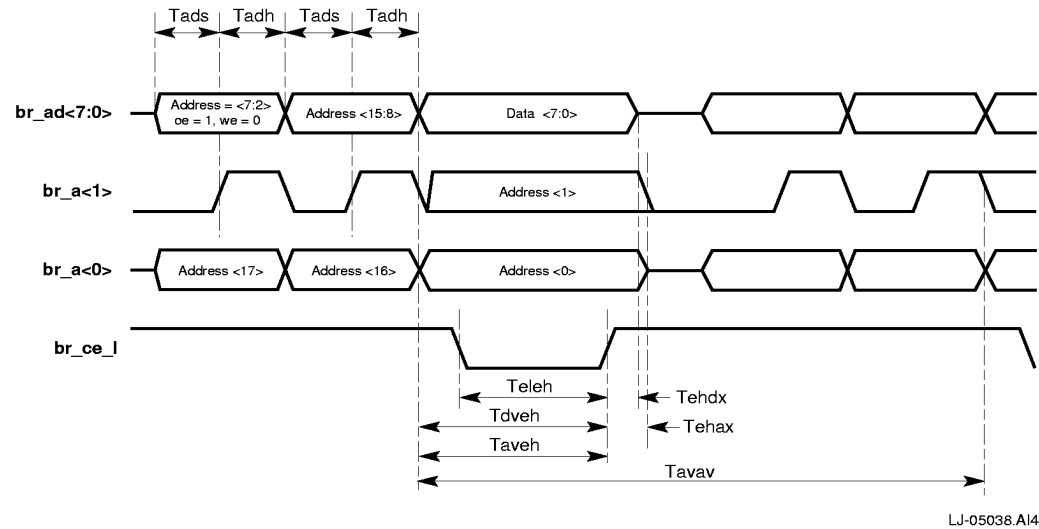 Tads Tadh Tads Tadh
br_ad<7:0>
Address = <7:2>
oe = 1, we = 0
Address <15:8>
Data <7:0>
br_a<1>
Address <1>
br_a<0>
Address <17>
Address <16>
Address <0>
br_ce_l
Teleh
Tehdx
Tdveh
Tehax
Taveh
Tavav
LJ-05038.AI4